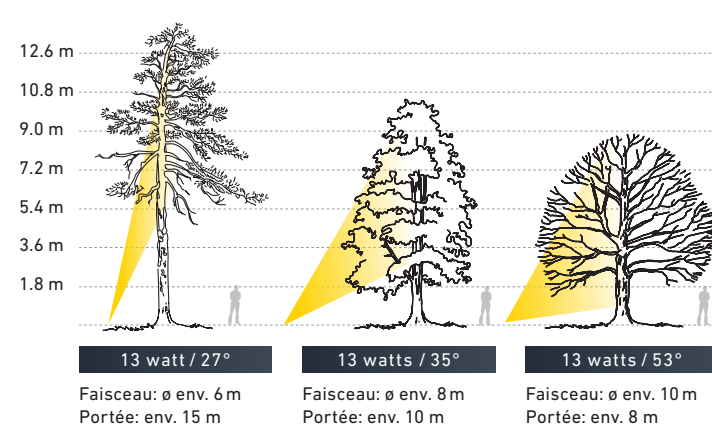 12.6 m
10.8 m
9.0 m
7.2 m
5.4 m
3.6 m
1.8 m
13 watt / 27°
13 watts / 35°
13 watts / 53°
Faisceau: ø env. 6 m
Portée: env. 15 m
Faisceau: ø env. 8 m
Portée: env. 10 m
Faisceau: ø env. 10 m
Portée: env. 8 m